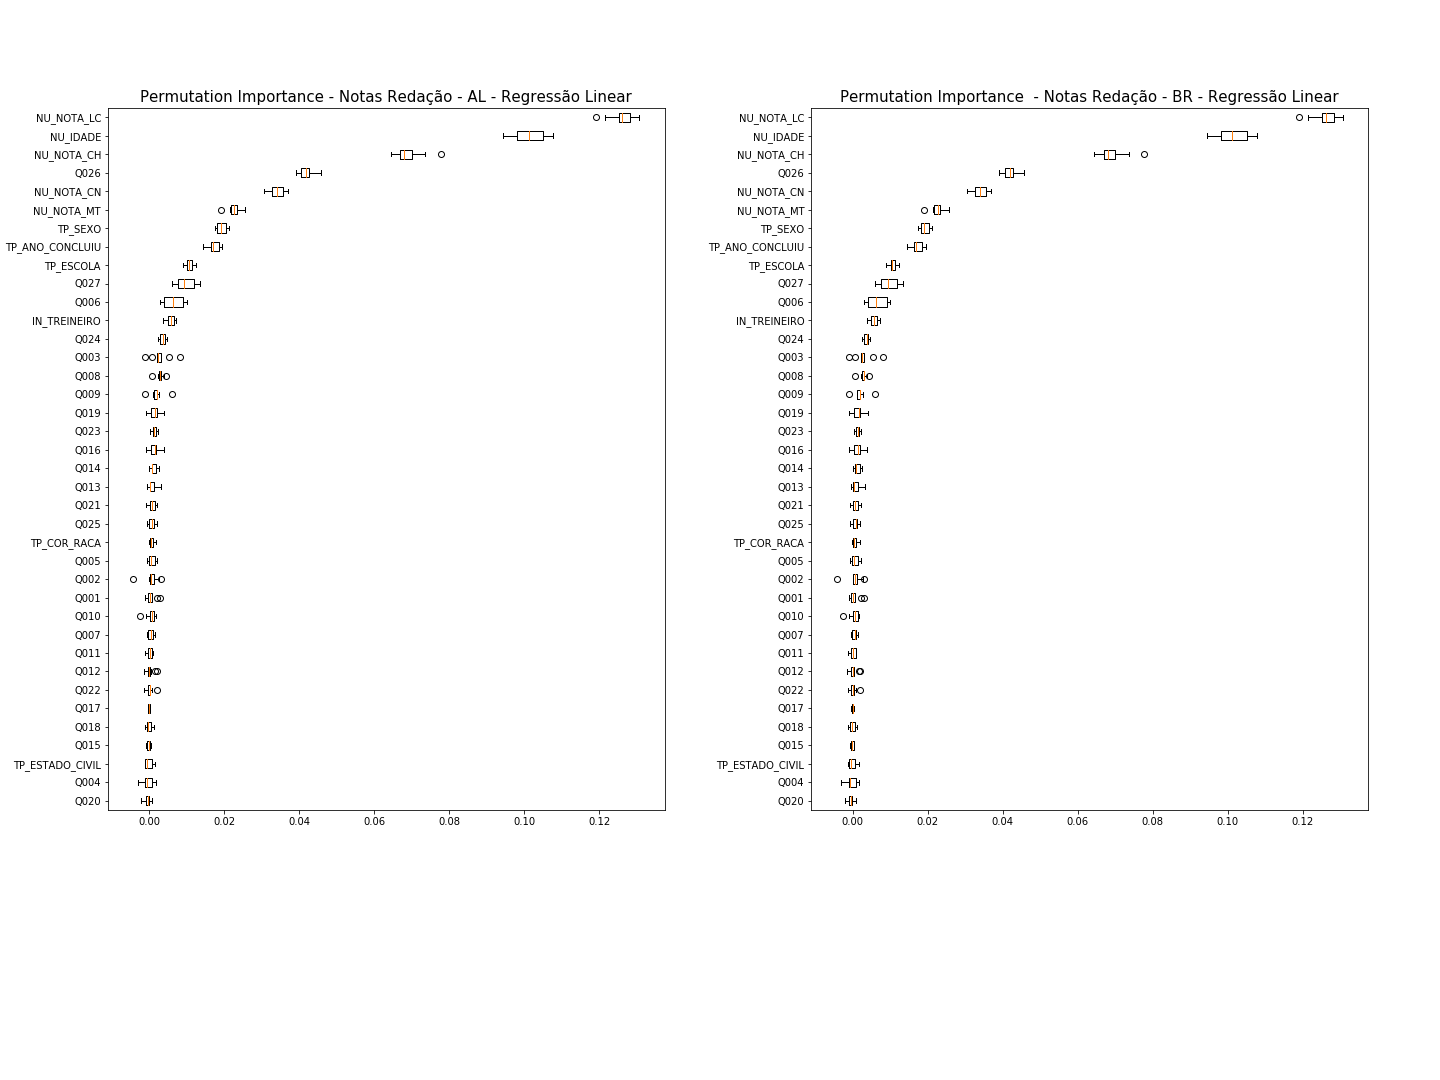 Permutation Importance - Notas Redação - AL - Regressão Linear
NU_NOTA_LC
NU_IDADE
NU_NOTA_CH
Q026
NU_NOTA_CN
NU_NOTA_MT
TP_SEXO
TP_ANO_CONCLUIU
TP_ESCOLA
Q027
Q006
IN_TREINEIRO
Q024
Q003
Q008
Q009
Q019
Q023
Q016
Q014
Q013
Q021
Q025
TP_COR_RACA
Q005
Q002
Q001
Q010
Q007
Q011
Q012
Q022
Q017
Q018
Q015
TP_ESTADO_CIVIL
Q004
Q020
0.00 0.02 0.04 0.06 0.08 0.10 0.12
Permutation Importance  - Notas Redação - BR - Regressão Linear
NU_NOTA_LC
NU_IDADE
NU_NOTA_CH
Q026
NU_NOTA_CN
NU_NOTA_MT
TP_SEXO
TP_ANO_CONCLUIU
TP_ESCOLA
Q027
Q006
IN_TREINEIRO
Q024
Q003
Q008
Q009
Q019
Q023
Q016
Q014
Q013
Q021
Q025
TP_COR_RACA
Q005
Q002
Q001
Q010
Q007
Q011
Q012
Q022
Q017
Q018
Q015
TP_ESTADO_CIVIL
Q004
Q020
0.00 0.02 0.04 0.06 0.08 0.10 0.12